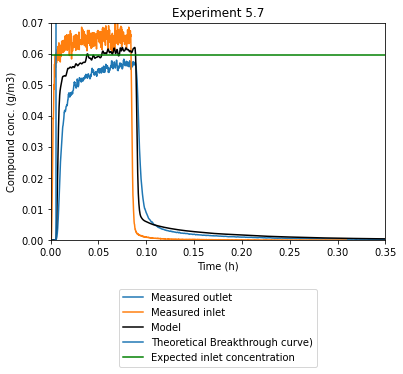 Experiment 5.7
Compound conc. (g/m3)
0.07
0.06
0.05
0.04
0.03
0.02
0.01
0.00
0.00 0.05 0.10 0.15 0.20 0.25 0.30 0.35
Time (h)
Measured outlet
Measured inlet
Model
Theoretical Breakthrough curve)
Expected inlet concentration